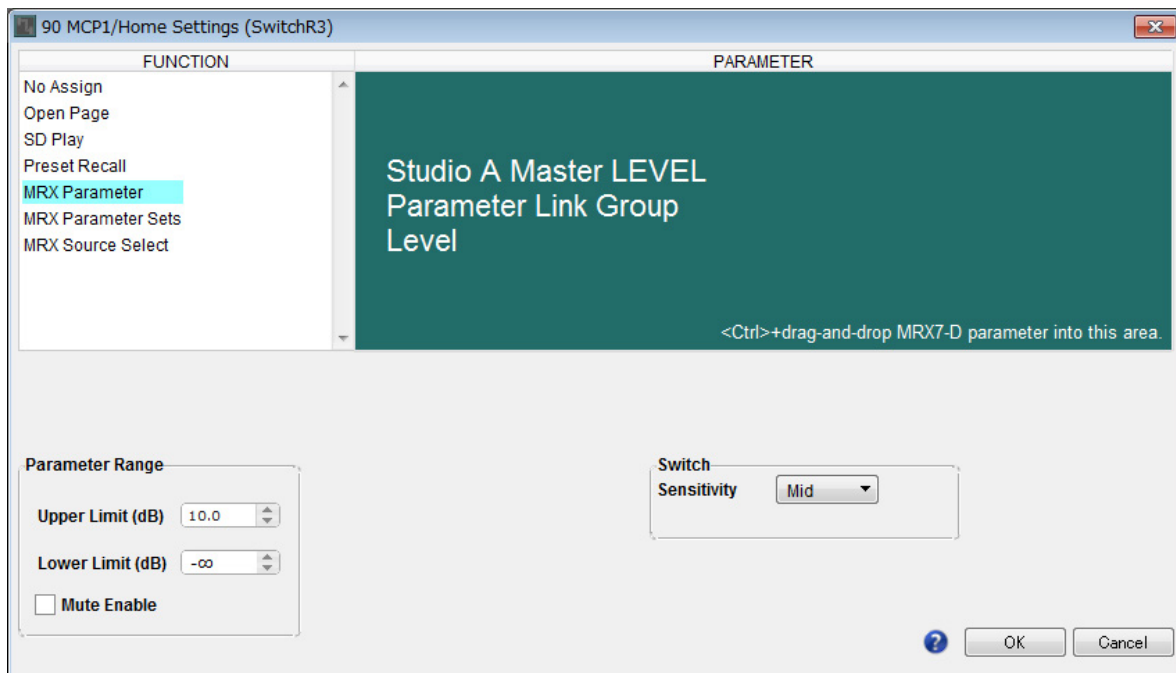 90 MCP1/Home Settings (SwitchR3)
FUNCTION
PARAMETER
No Assign
Open Page
SD Play
Preset Recall
MRX Parameter
MRX Parameter Sets
MRX Source Select
Studio A Master LEVEL
Parameter Link Group
Level
<Ctrl>+drag-and-drop MRX7-D parameter into this area.
Parameter Range
Upper Limit (dB) 10.0
Lower Limit (dB) -∞
Mute Enable
Switch
Sensitivity Mid
? OK Cancel